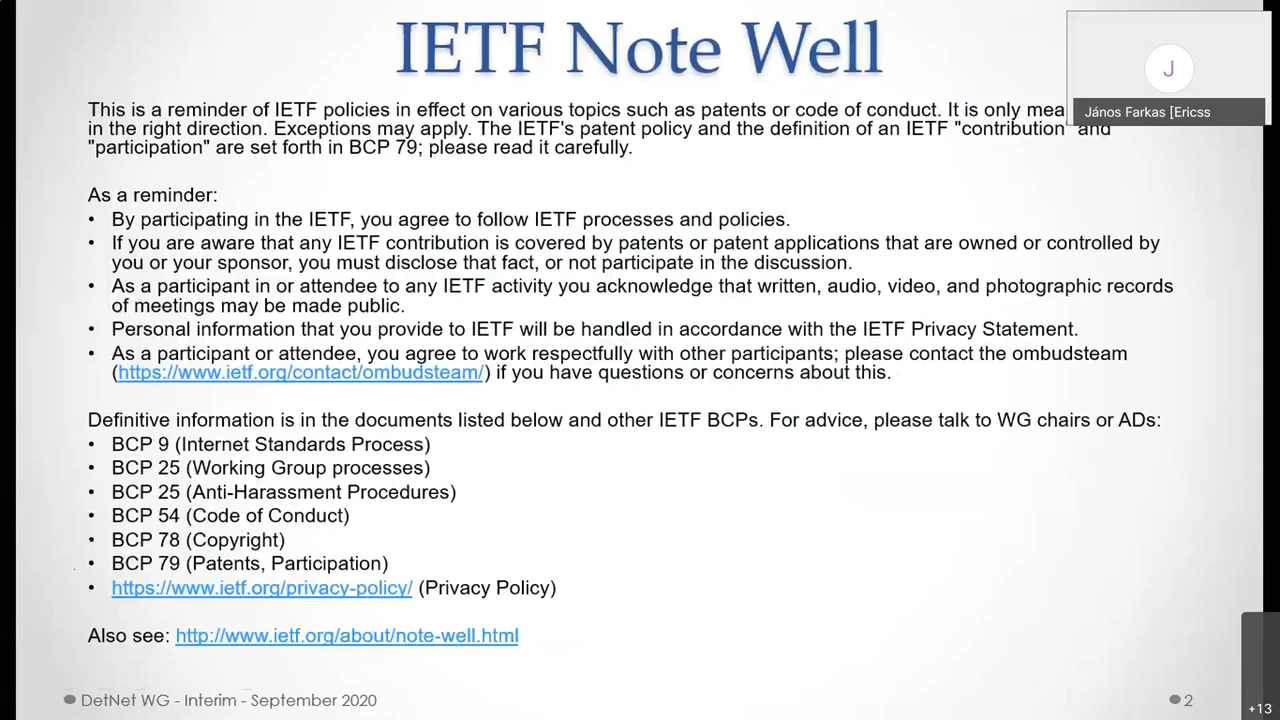 IETF Note Well
J
János Farkas [Ericss
This is a reminder of IETF policies in effect on various topics such as patents or code of conduct. It is only
in the right direction. Exceptions may apply. The IETF's patent policy and the definition of an IETF "contribution" and
"participation" are set forth in BCP 79; please read it carefully.
As a reminder:
• By participating in the IETF, you agree to follow IETF processes and policies.
• If you are aware that any IETF contribution is covered by patents or patent applications that are owned or controlled by
you or your sponsor, you must disclose that fact, or not participate in the discussion.
• As a participant in or attendee to any IETF activity you acknowledge that written, audio, video, and photographic records
of meetings may be made public.
• Personal information that you provide to IETF will be handled in accordance with the IETF Privacy Statement.
• As a participant or attendee, you agree to work respectfully with other participants; please contact the ombudsteam
(https://www.ietf.org/contact/ombudsteam/) if you have questions or concerns about this.
Definitive information is in the documents listed below and other IETF BCPs. For advice, please talk to WG chairs or ADs:
• BCP 9 (Internet Standards Process)
• BCP 25 (Working Group processes)
• BCP 25 (Anti-Harassment Procedures)
• BCP 54 (Code of Conduct)
• BCP 78 (Copyright)
• BCP 79 (Patents, Participation)
• https://www.ietf.org/privacy-policy/ (Privacy Policy)
Also see: http://www.ietf.org/about/note-well.html
DetNet WG - Interim - September 2020
2
+13